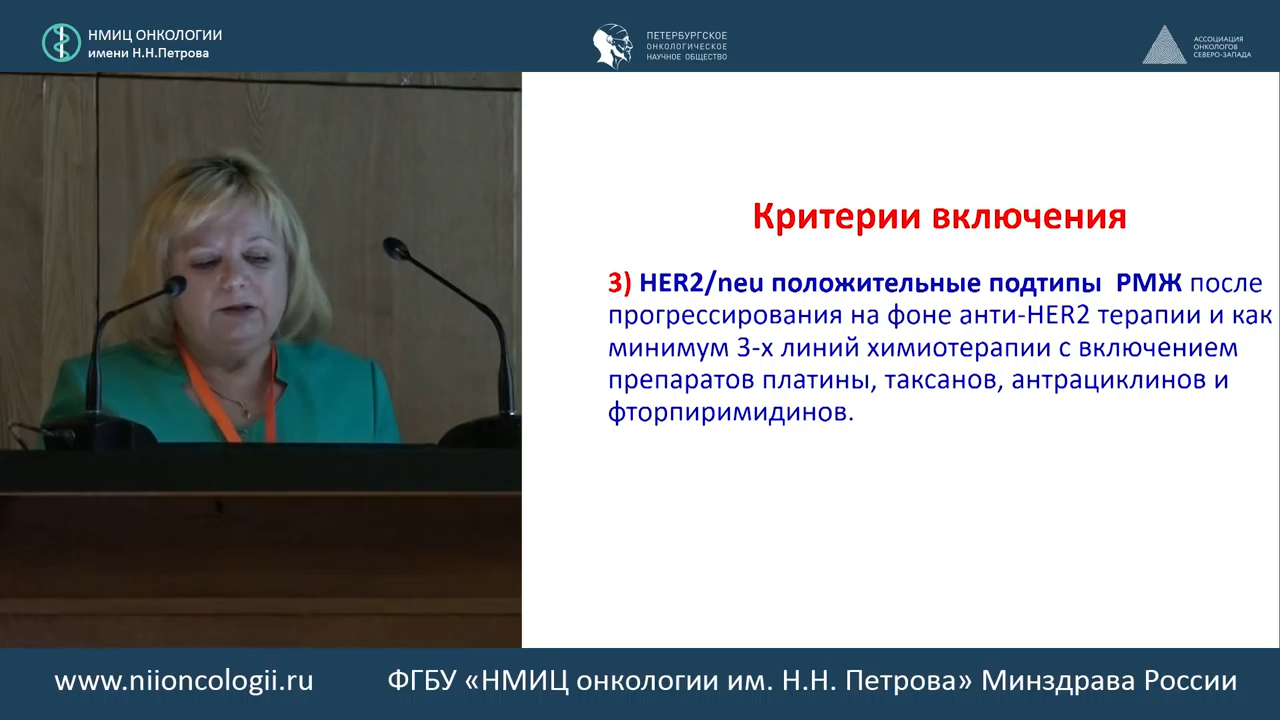 НМИЦ ОНКОЛОГИИ
имени Н.Н.Петрова
ПЕТЕРБУРГСКОЕ
ОНКОЛОГИЧЕСКОЕ
НАУЧНОЕ ОБЩЕСТВО
АССОЦИАЦИЯ
ОНКОЛОГОВ
СЕВЕРО-ЗАПАДА
Критерии включения
3) HER2/neu положительные подтипы РМЖ после
прогрессирования на фоне анти-HER2 терапии и как
минимум 3-х линий химиотерапии с включением
препаратов платины, таксанов, антрациклинов и
фторпиримидинов.
www.niioncologii.ru
ФГБУ «НМИЦ онкологии им. Н.Н. Петрова» Минздрава России